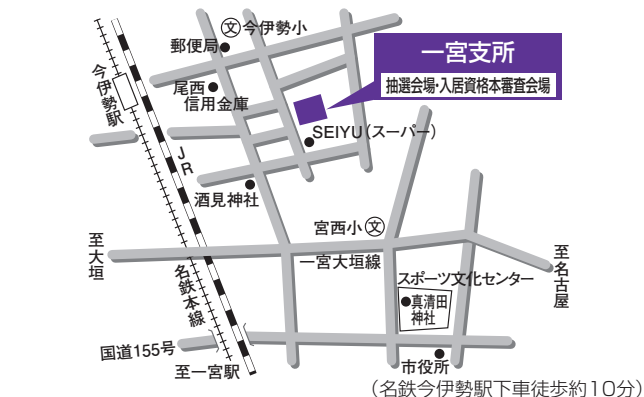 文今伊勢小
郵便局
一宮支所
抽選会場・入居資格本審査会場
今伊勢駅
尾西
信用金庫
SEIYU(スーパー)
JR
酒見神社
宮西小文
至大垣
一宮大垣線
至名古屋
スポーツ文化センター
名鉄本線
真清田
神社
国道155号
至一宮駅
市役所
(名鉄今伊勢駅下車徒歩約10分)